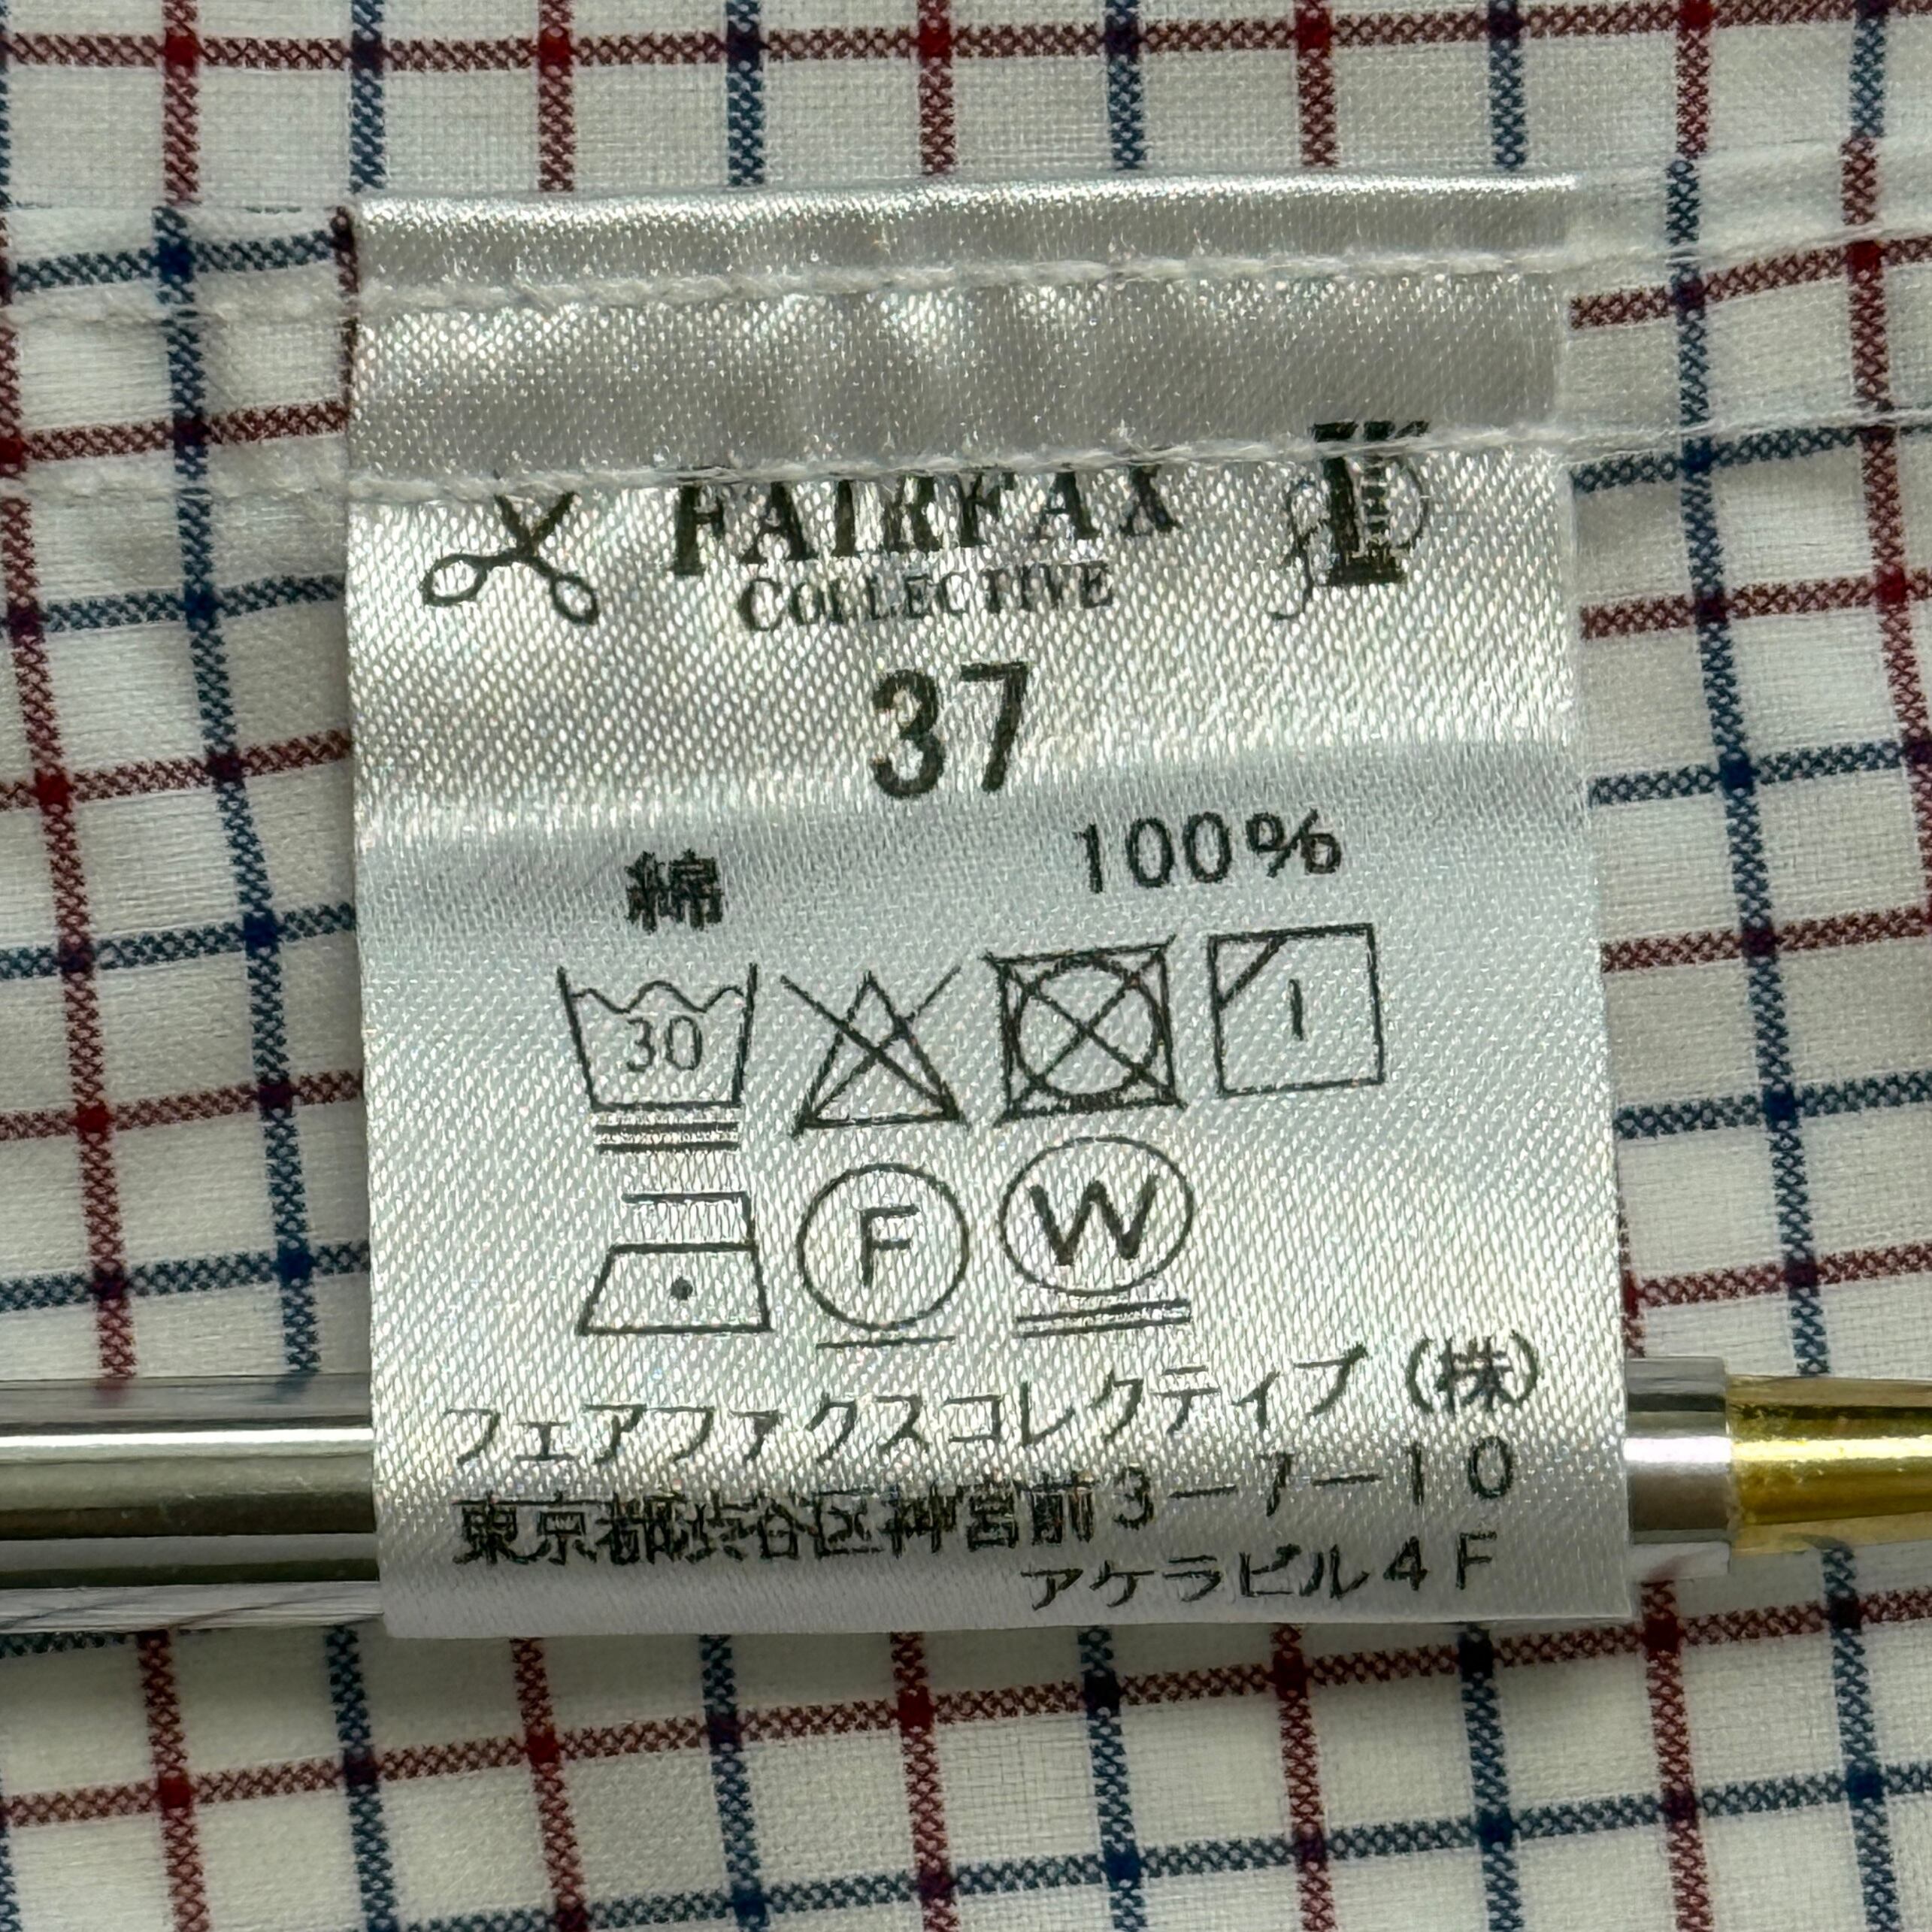 FAIRFAX
COLLECTIVE
37
綿 100%
30
F W
フェアファクスコレクティブ（株）
東京都渋谷区神宮前3－7－10
アケラビル4F